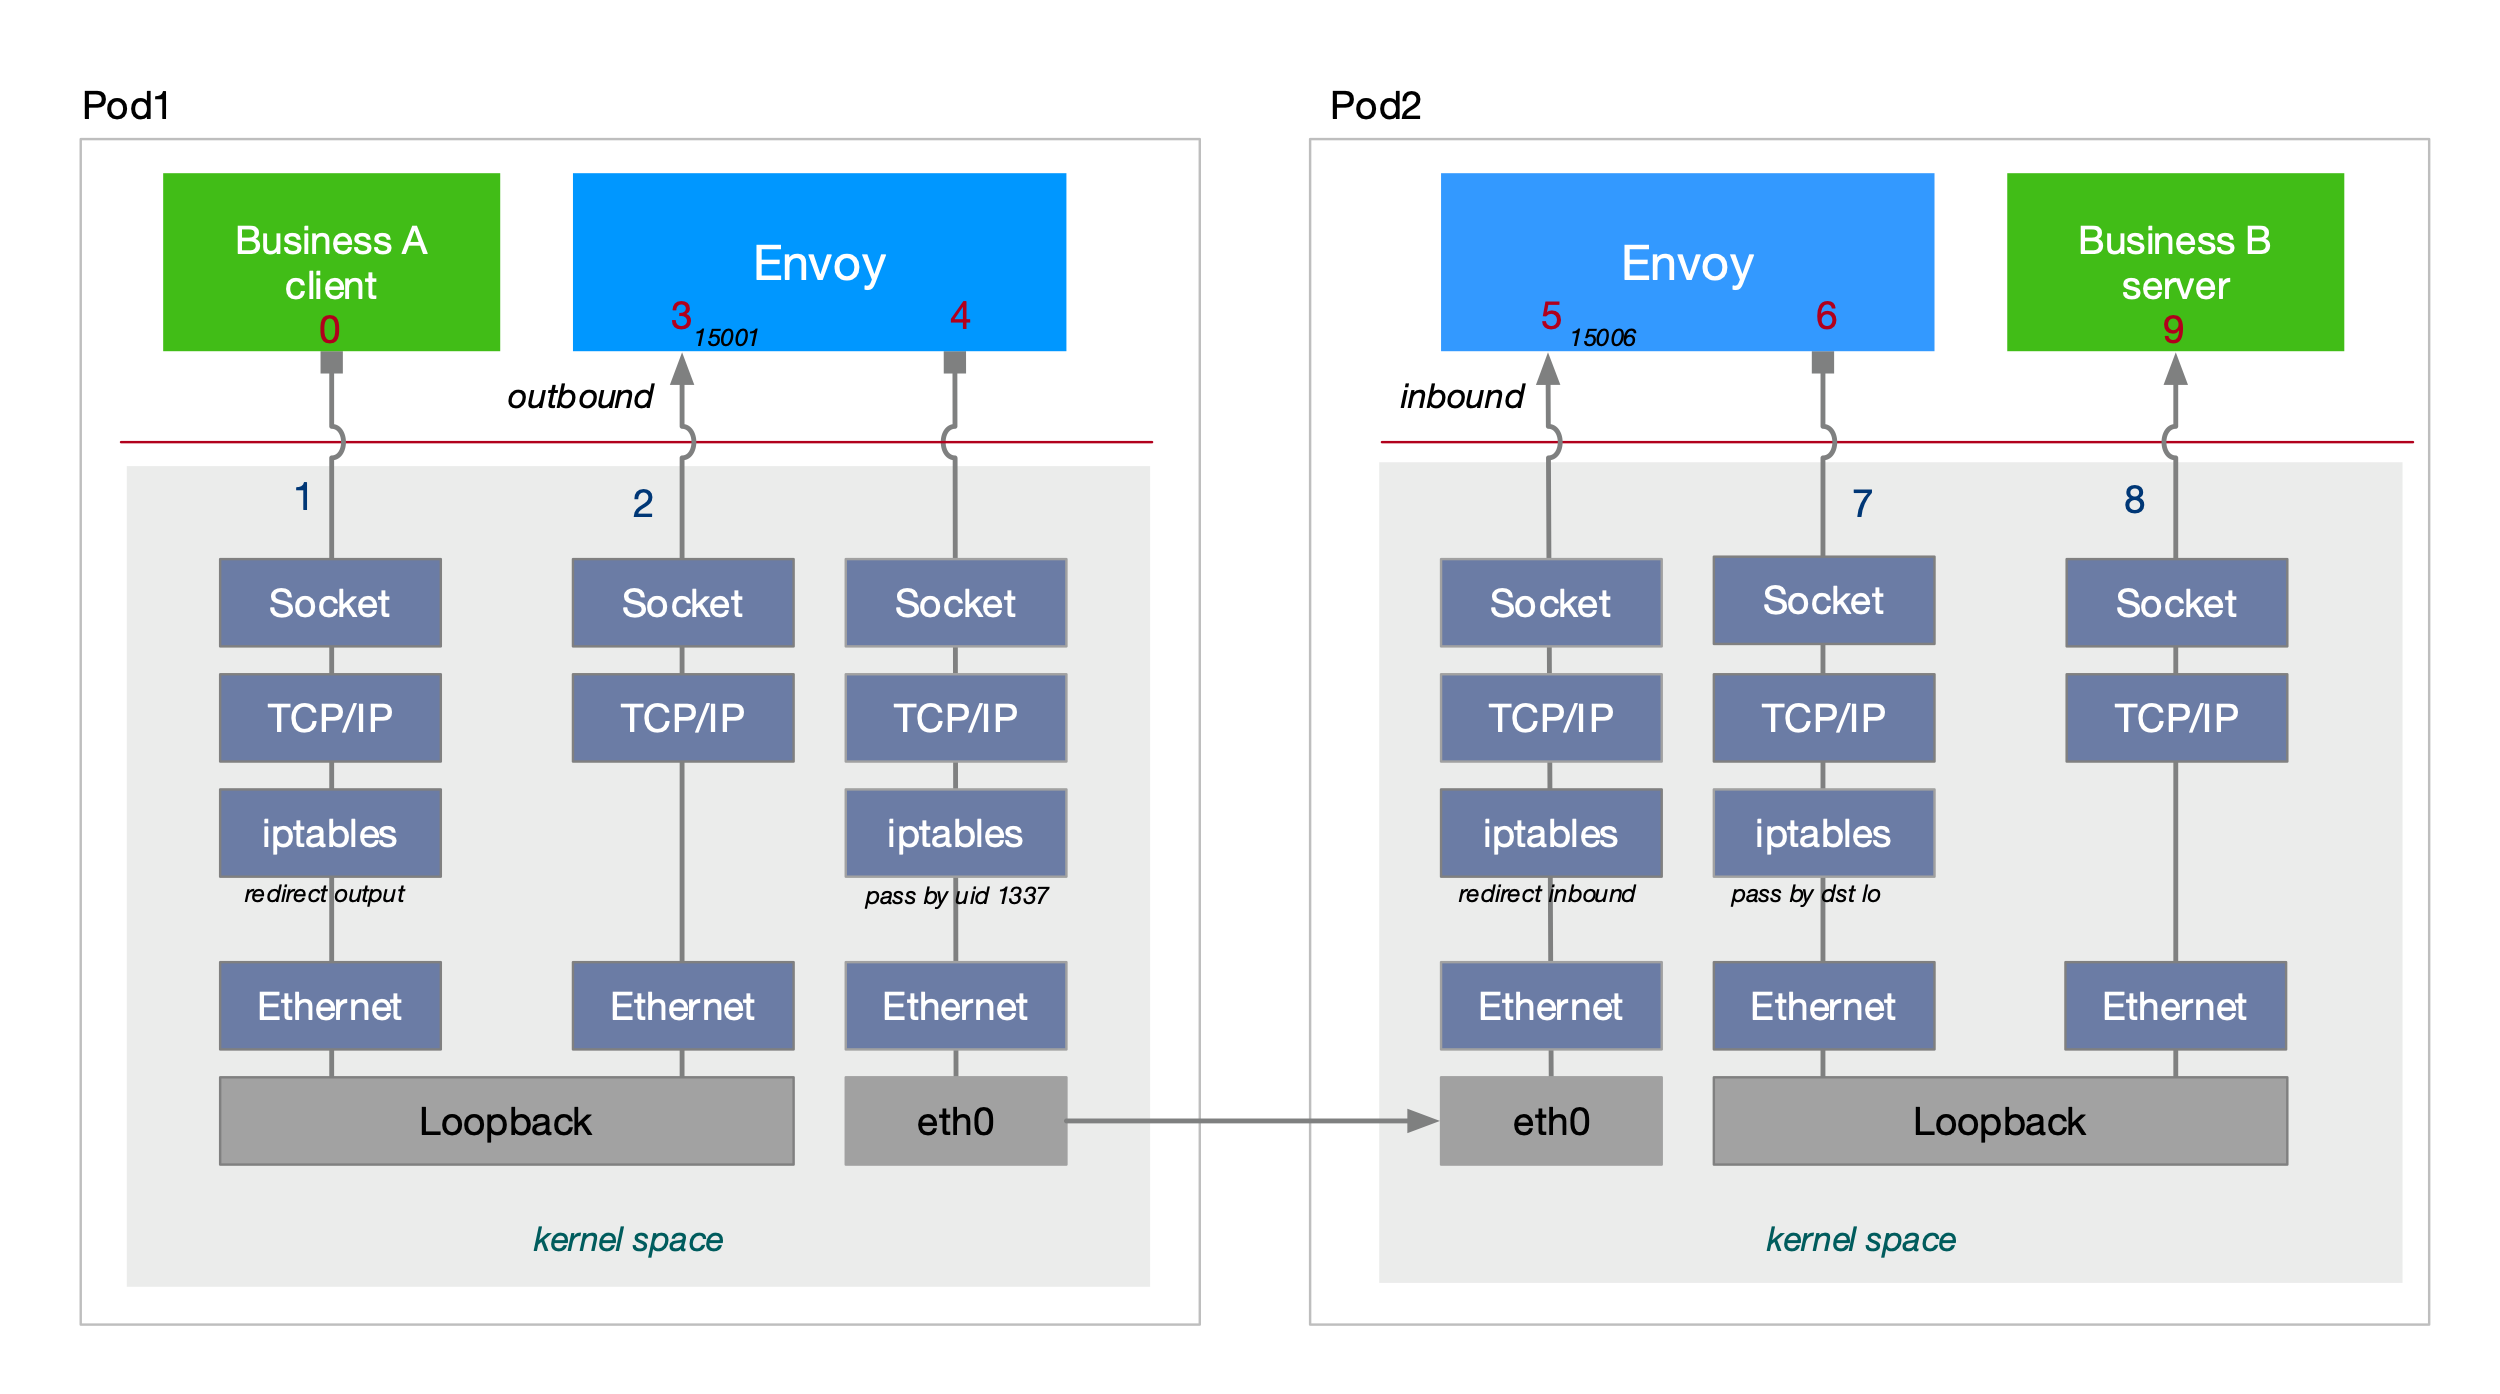 Pod1
Business A
client
0
Envoy
3
15001
4
outbound
1
2
Socket
Socket
Socket
TCP/IP
TCP/IP
TCP/IP
iptables
iptables
redirect output
pass by uid 1337
Ethernet
Ethernet
Ethernet
Loopback
eth0
kernel space
Pod2
Envoy
5
15006
6
Business B
server
9
inbound
7
8
Socket
Socket
Socket
TCP/IP
TCP/IP
TCP/IP
iptables
iptables
redirect inbound
pass by dst lo
Ethernet
Ethernet
Ethernet
eth0
Loopback
kernel space